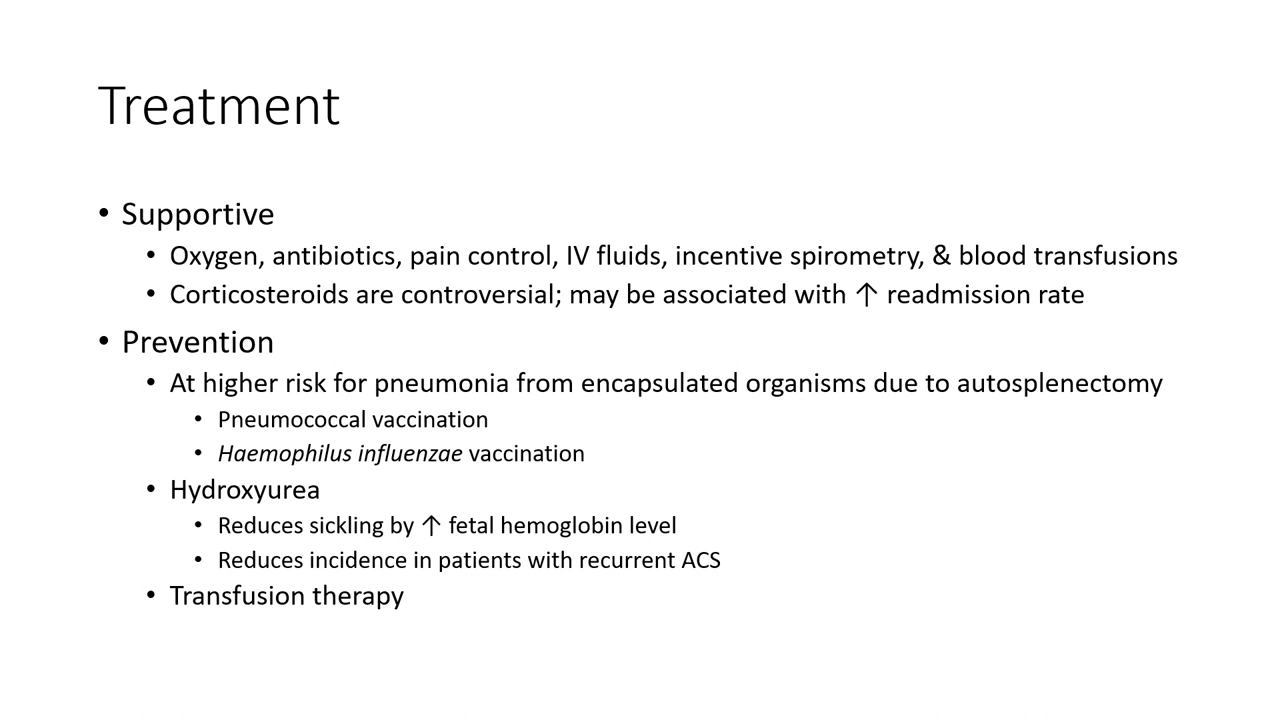 Treatment
• Supportive
• Oxygen, antibiotics, pain control, IV fluids, incentive spirometry, & blood transfusions
• Corticosteroids are controversial; may be associated with ↑ readmission rate
• Prevention
• At higher risk for pneumonia from encapsulated organisms due to autosplenectomy
• Pneumococcal vaccination
• Haemophilus influenzae vaccination
• Hydroxyurea
• Reduces sickling by ↑ fetal hemoglobin level
• Reduces incidence in patients with recurrent ACS
• Transfusion therapy